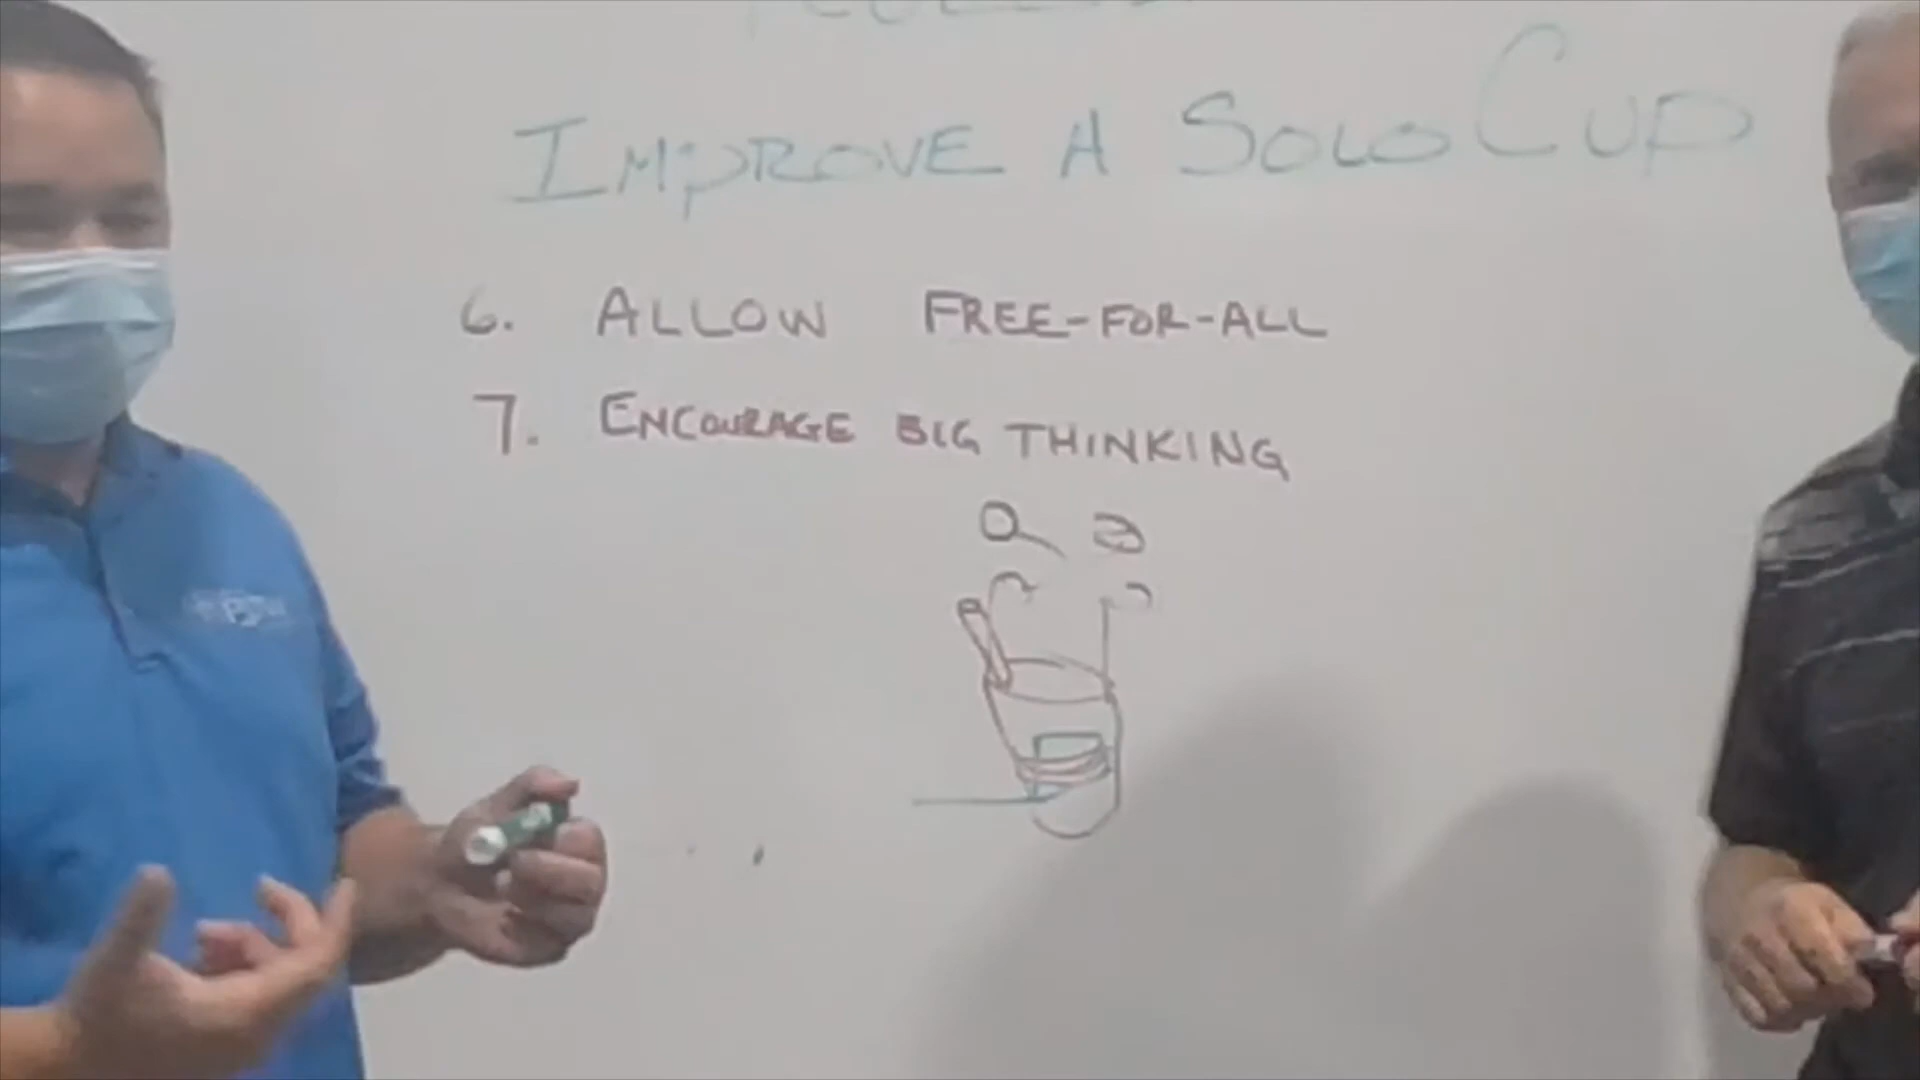 IMPROVE A SOLO CUP
6. ALLOW FREE-FOR-ALL
7. ENCOURAGE BIG THINKING